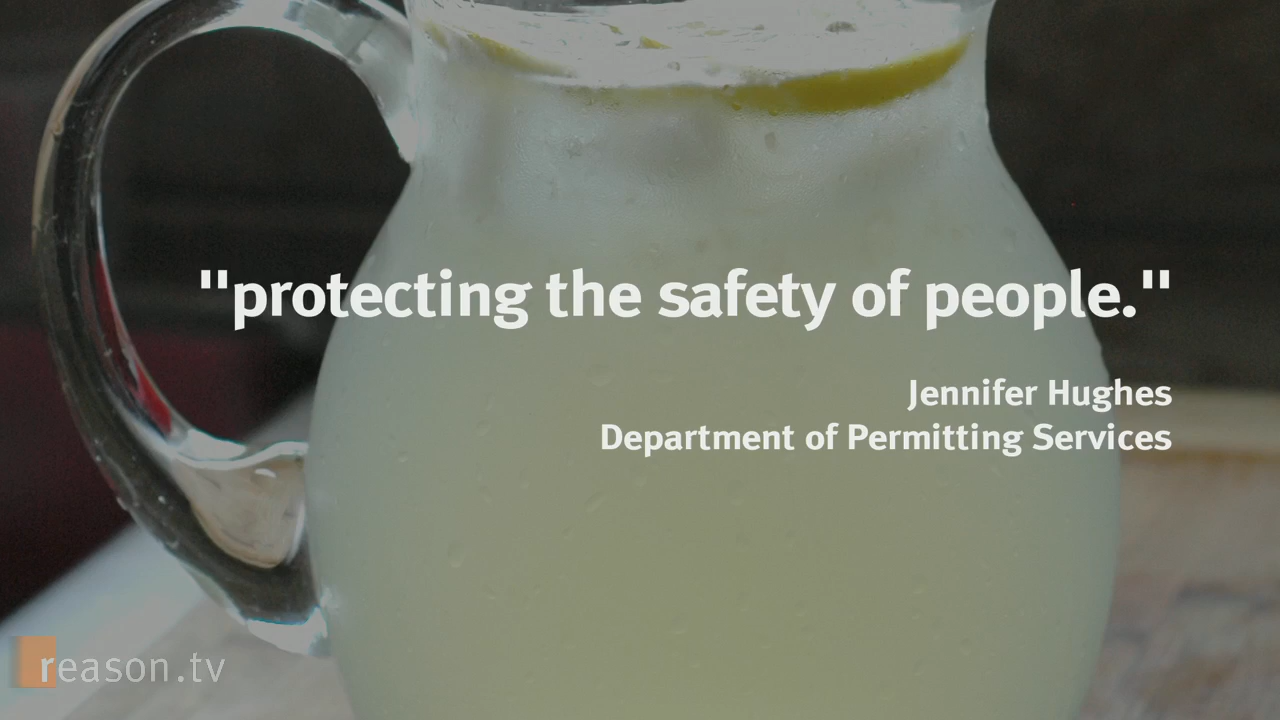 "protecting the safety of people."
Jennifer Hughes
Department of Permitting Services
reason.tv